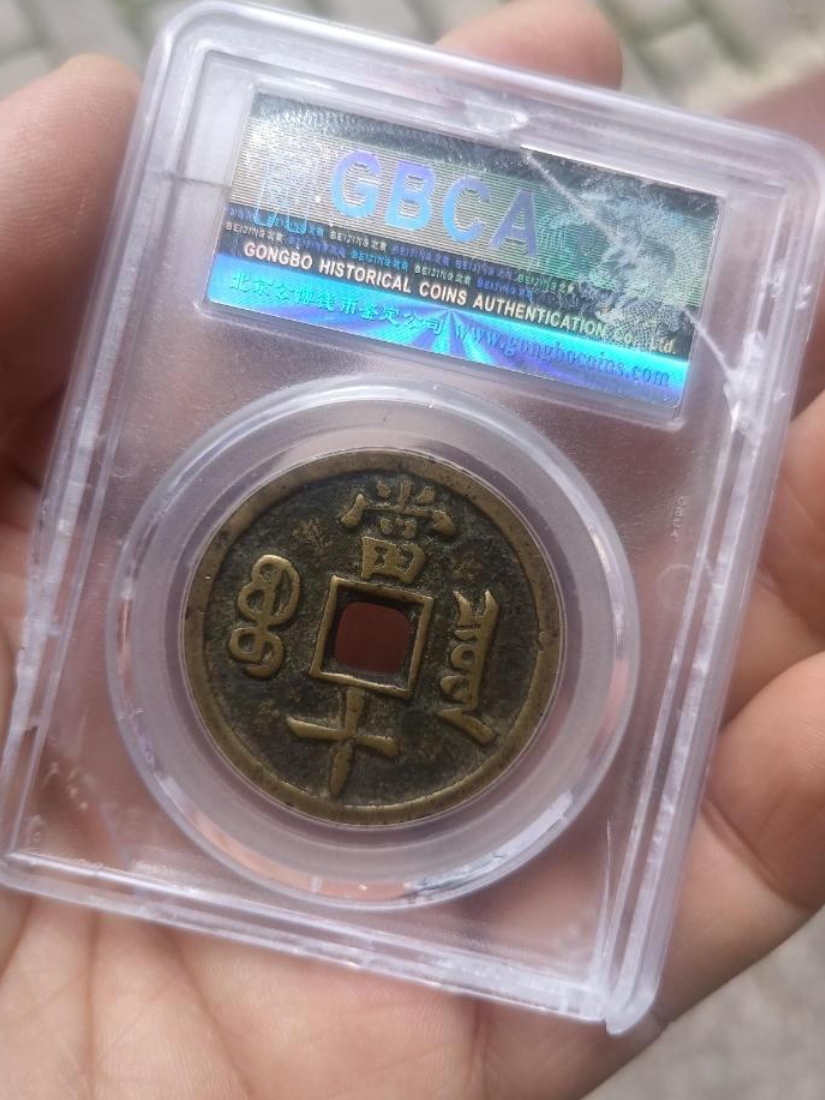 GBCA
GONGBO HISTORICAL COINS AUTHENTICATION Co., Ltd.
北京公博钱币鉴定公司 www.gongbocoins.com
當
十